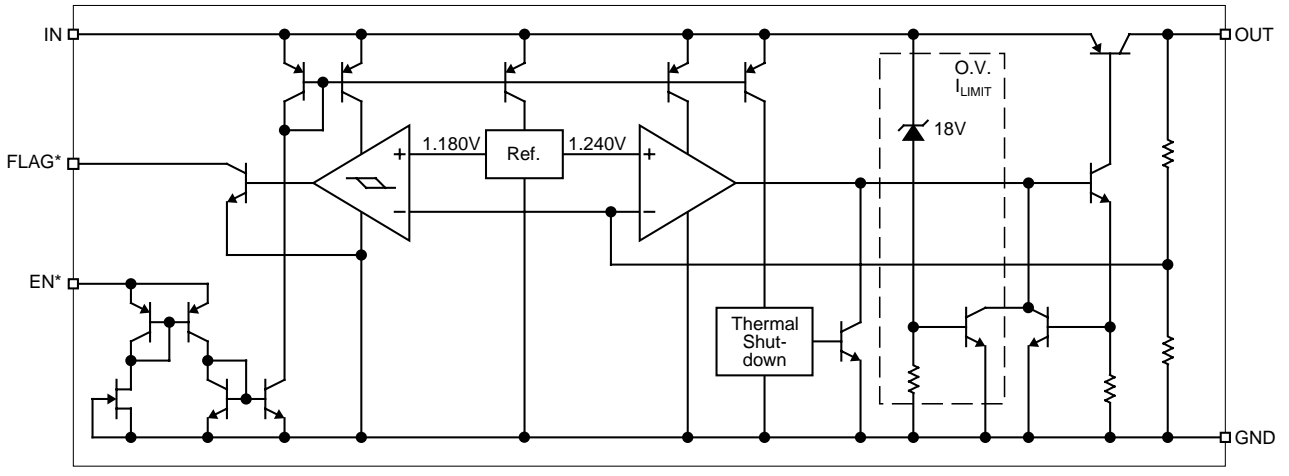 IN
OUT
O.V.
ILIMIT
18V
FLAG*
1.180V
Ref.
1.240V
+
+
−
−
EN*
Thermal
Shut-
down
GND